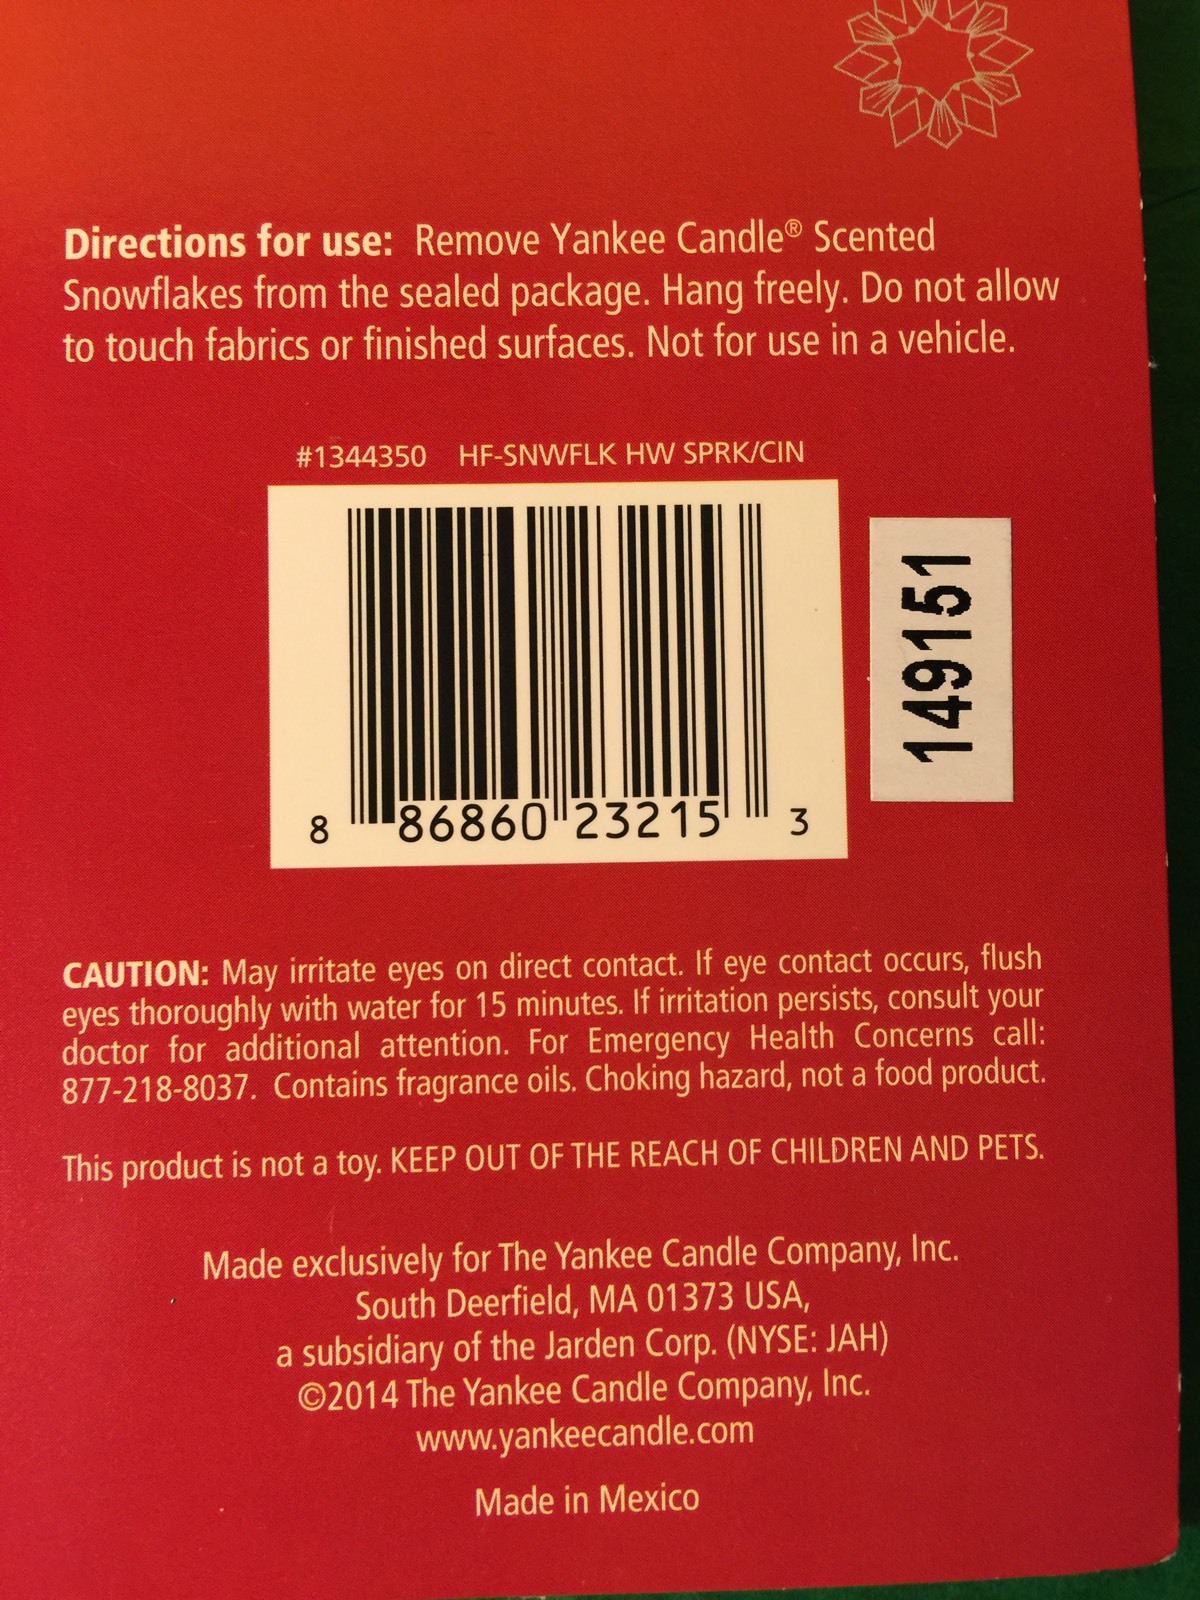 Directions for use: Remove Yankee Candle® Scented
Snowflakes from the sealed package. Hang freely. Do not allow
to touch fabrics or finished surfaces. Not for use in a vehicle.
#1344350 HF-SNWFLK HW SPRK/CIN
8 86860 23215 3
149151
CAUTION: May irritate eyes on direct contact. If eye contact occurs, flush
eyes thoroughly with water for 15 minutes. If irritation persists, consult your
doctor for additional attention. For Emergency Health Concerns call:
877-218-8037. Contains fragrance oils. Choking hazard, not a food product.
This product is not a toy. KEEP OUT OF THE REACH OF CHILDREN AND PETS.
Made exclusively for The Yankee Candle Company, Inc.
South Deerfield, MA 01373 USA,
a subsidiary of the Jarden Corp. (NYSE: JAH)
©2014 The Yankee Candle Company, Inc.
www.yankeecandle.com
Made in Mexico